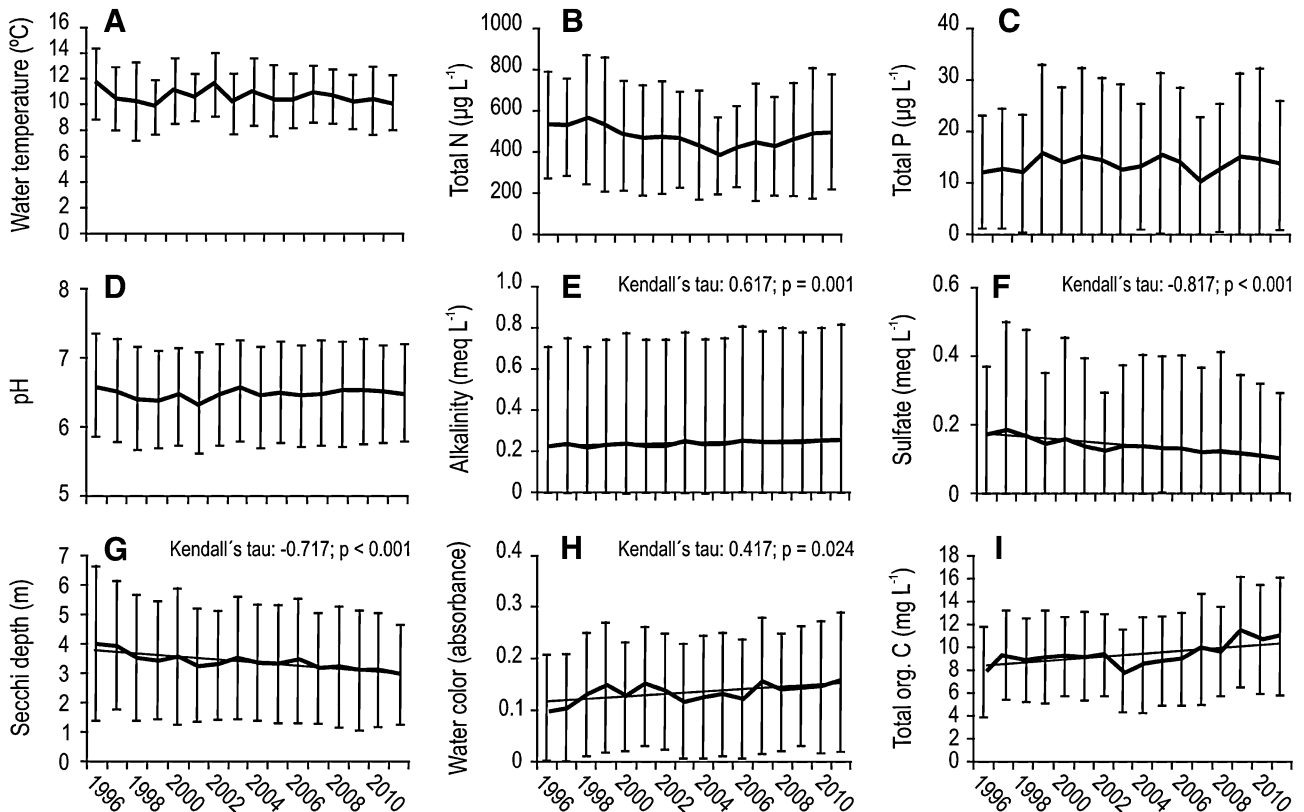 A
Water temperature (ºC)
16
14
12
10
8
6
4
2
0
B
Total N (µg L⁻¹)
1000
800
600
400
200
0
C
Total P (µg L⁻¹)
40
30
20
10
0
D
pH
8
7
6
5
E
Kendall´s tau: 0.617; p = 0.001
Alkalinity (meq L⁻¹)
1.0
0.8
0.6
0.4
0.2
0
F
Kendall´s tau: -0.817; p < 0.001
Sulfate (meq L⁻¹)
0.6
0.4
0.2
0
G
Kendall´s tau: -0.717; p < 0.001
Secchi depth (m)
7
6
5
4
3
2
1
0
1996 1998 2000 2002 2004 2006 2008 2010
H
Kendall´s tau: 0.417; p = 0.024
Water color (absorbance)
0.4
0.3
0.2
0.1
0
1996 1998 2000 2002 2004 2006 2008 2010
I
Total org. C (mg L⁻¹)
18
16
14
12
10
8
6
4
2
0
1996 1998 2000 2002 2004 2006 2008 2010